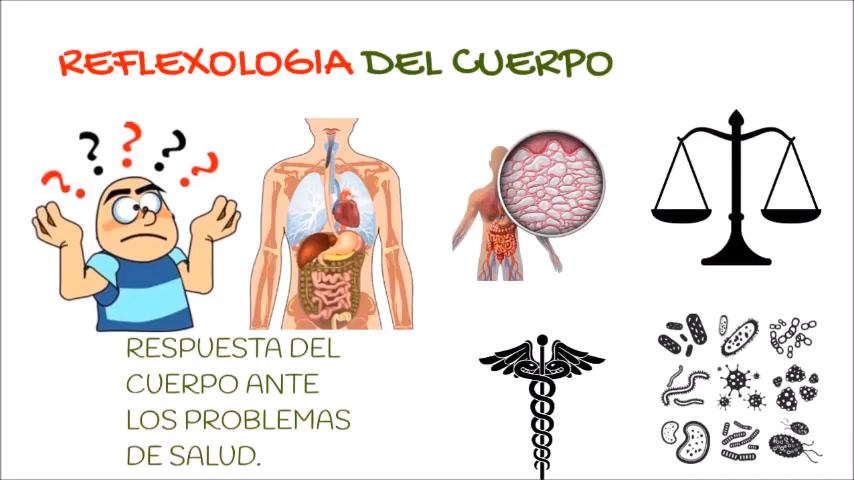 REFLEXOLOGIA DEL CUERPO
? ? ? ? ?
RESPUESTA DEL
CUERPO ANTE
LOS PROBLEMAS
DE SALUD.